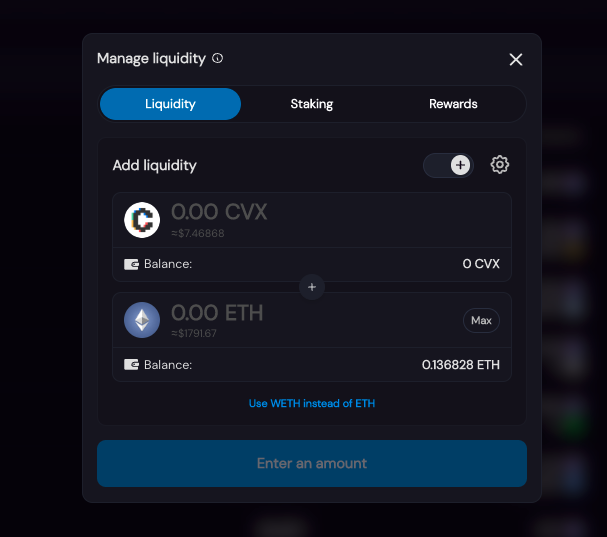 Manage liquidity
Liquidity
Staking
Rewards
Add liquidity
0.00 CVX
≈$7.46868
Balance:
0 CVX
0.00 ETH
≈$1791.67
Max
Balance:
0.136828 ETH
Use WETH instead of ETH
Enter an amount